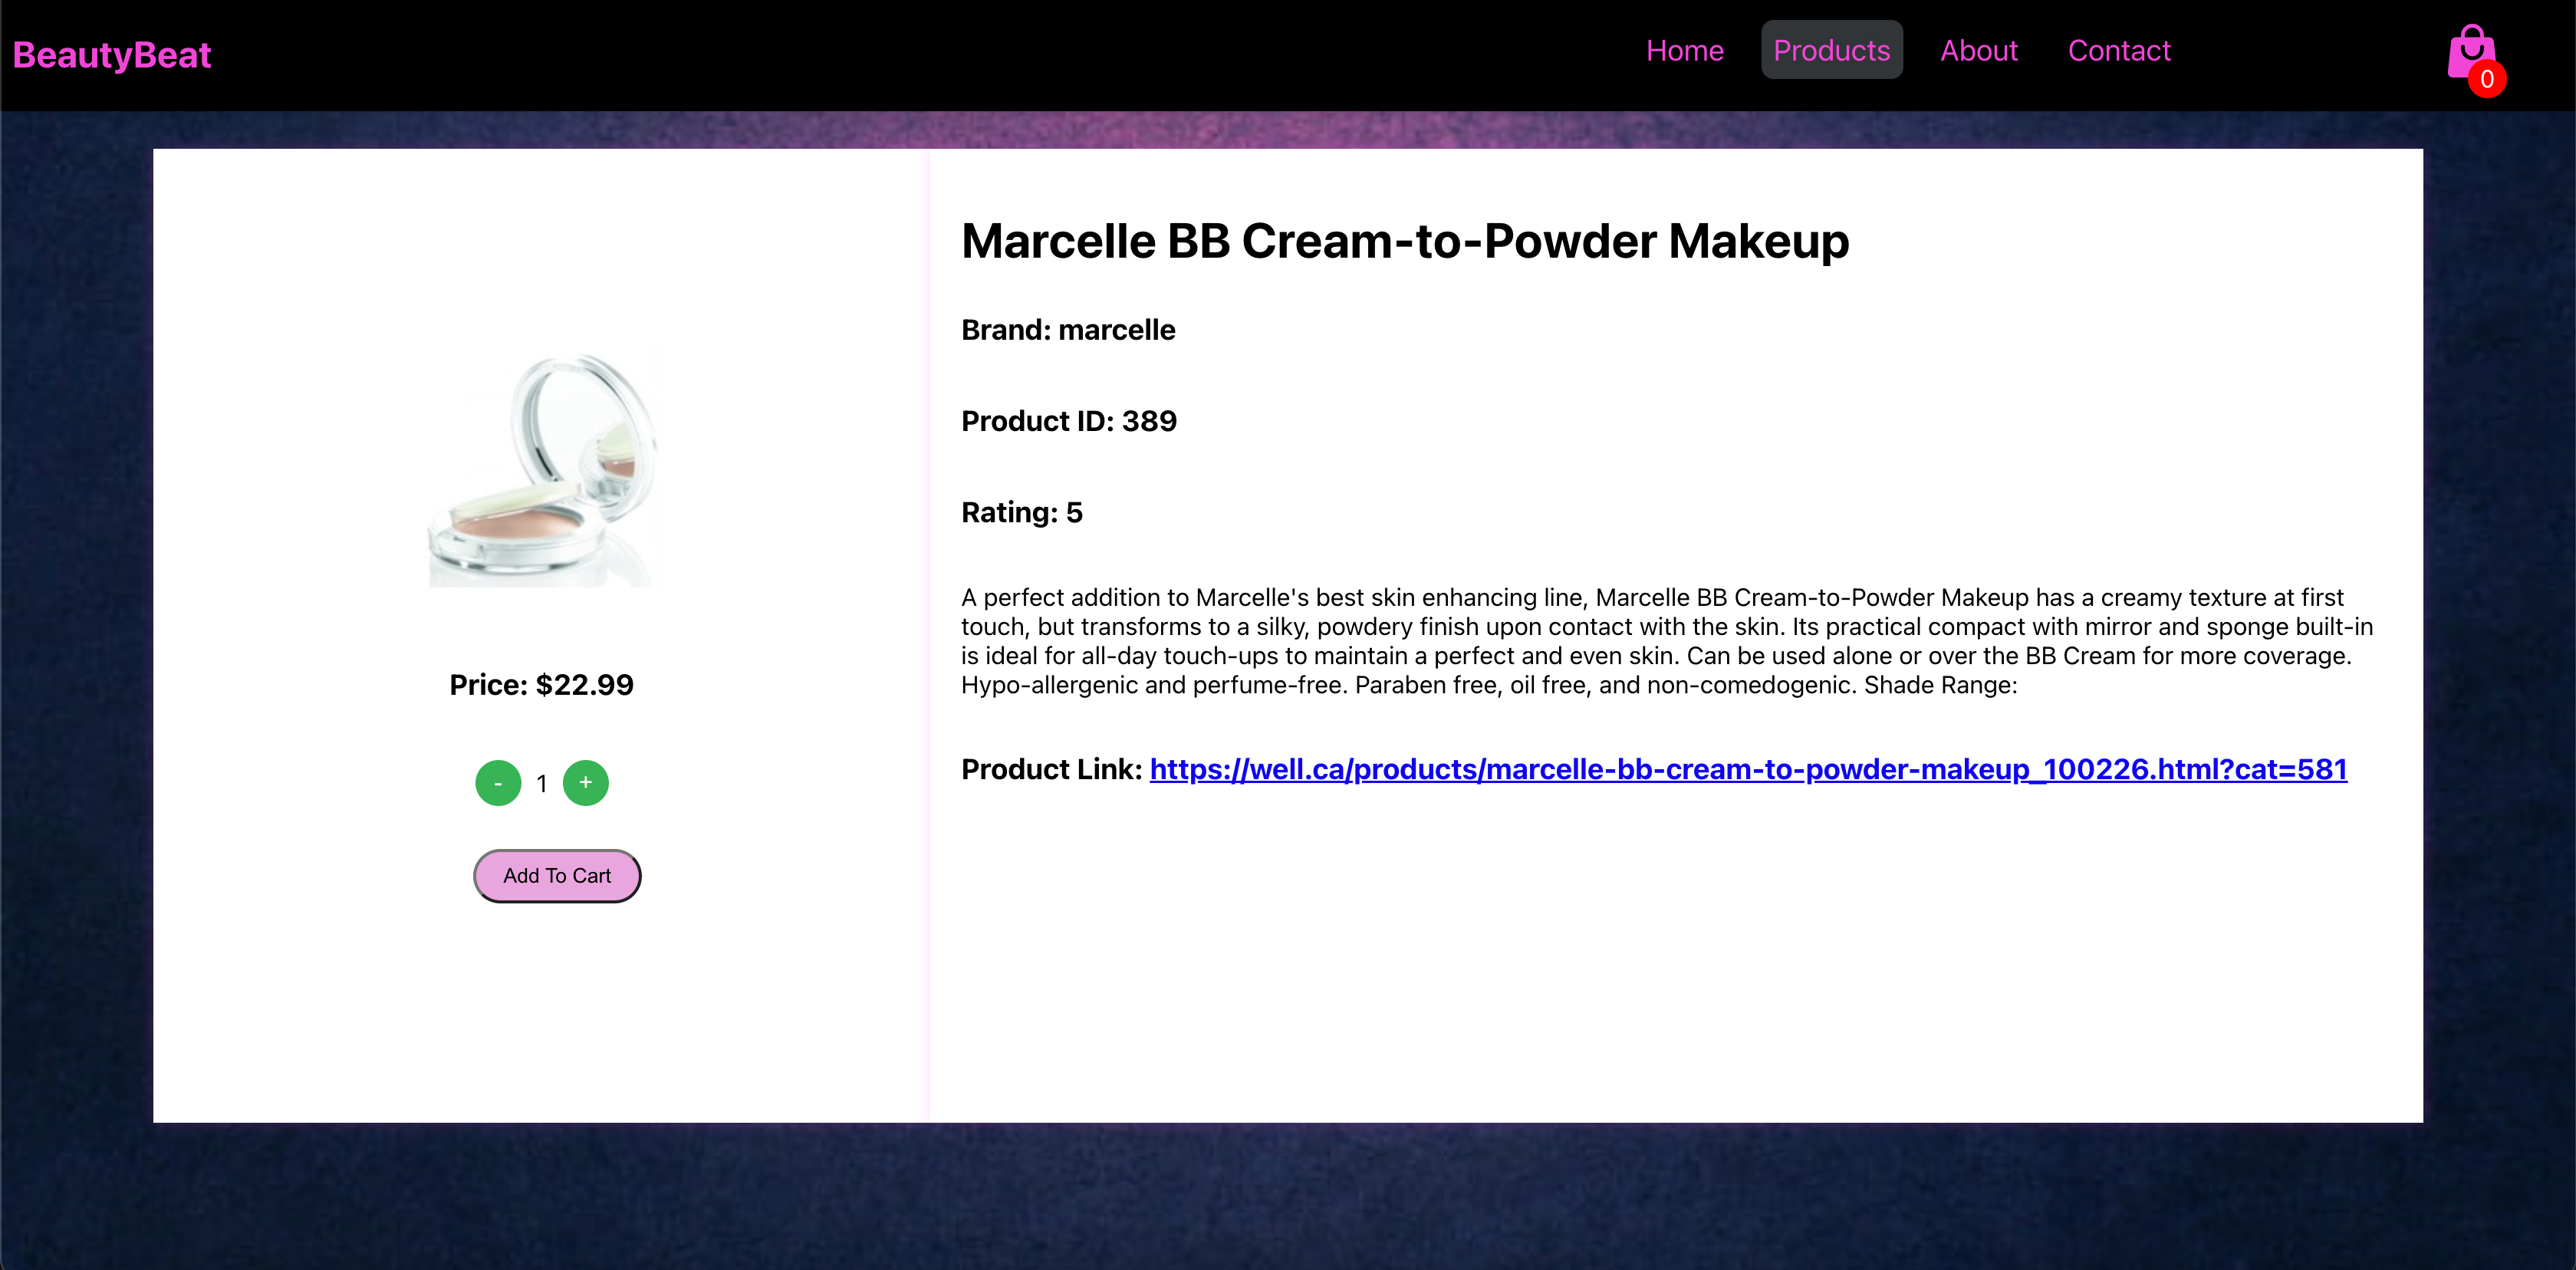 BeautyBeat
Home
Products
About
Contact
0
Marcelle BB Cream-to-Powder Makeup
Brand: marcelle
Product ID: 389
Rating: 5
A perfect addition to Marcelle's best skin enhancing line, Marcelle BB Cream-to-Powder Makeup has a creamy texture at first
touch, but transforms to a silky, powdery finish upon contact with the skin. Its practical compact with mirror and sponge built-in
is ideal for all-day touch-ups to maintain a perfect and even skin. Can be used alone or over the BB Cream for more coverage.
Hypo-allergenic and perfume-free. Paraben free, oil free, and non-comedogenic. Shade Range:
Product Link: https://well.ca/products/marcelle-bb-cream-to-powder-makeup_100226.html?cat=581
Price: $22.99
- 1 +
Add To Cart